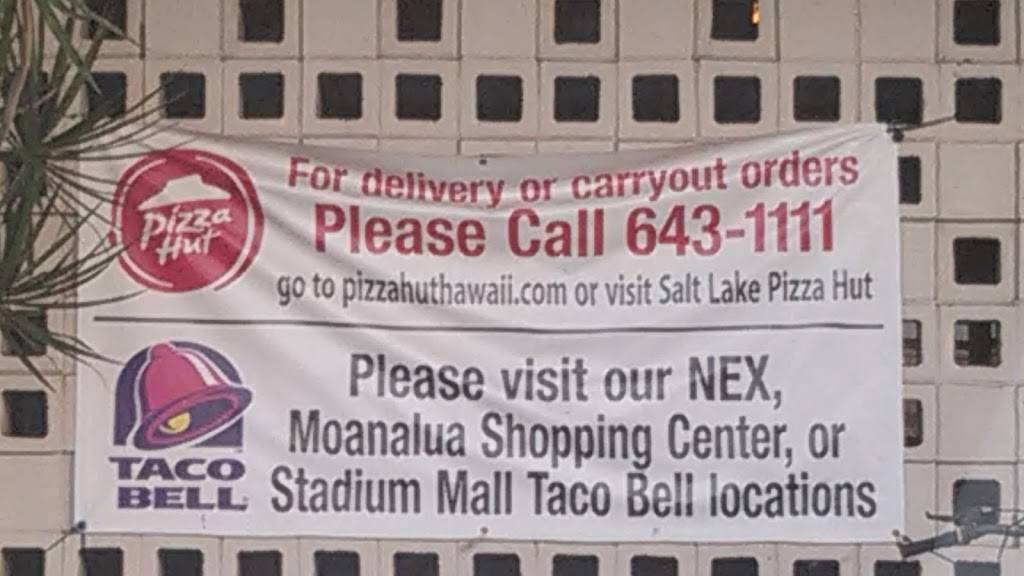 Pizza
Hut
For delivery or carryout orders
Please Call 643-1111
go to pizzahuthawaii.com or visit Salt Lake Pizza Hut
TACO
BELL
Please visit our NEX,
Moanalua Shopping Center, or
Stadium Mall Taco Bell locations